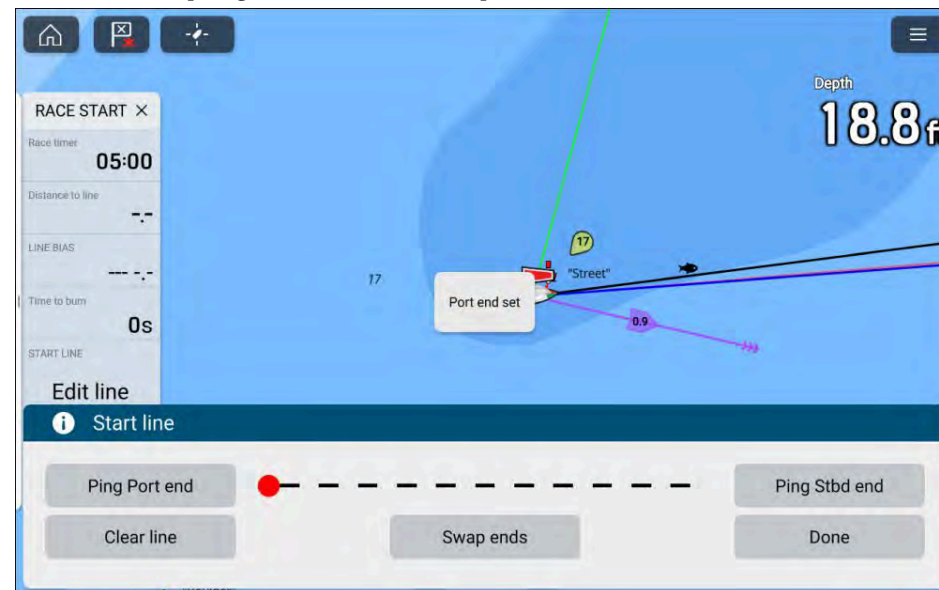 Depth
18.8
RACE START ×
Race timer
05:00
Distance to line
-.-
LINE BIAS
--- -.-
Time to burn
0s
START LINE
Edit line
17
17
"Street"
Port end set
0.9
i Start line
Ping Port end
Ping Stbd end
Clear line
Swap ends
Done